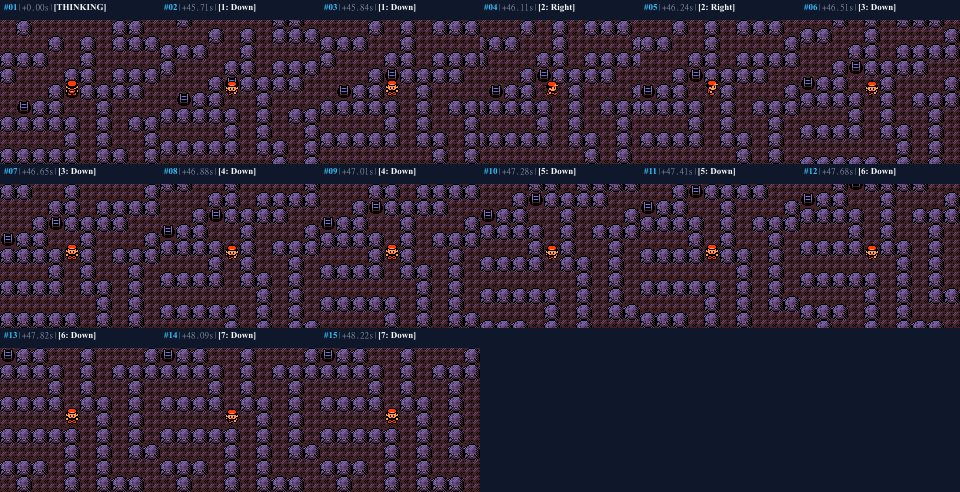 #01|+0.00s|[THINKING]
#02|+45.71s|[1: Down]
#03|+45.84s|[1: Down]
#04|+46.11s|[2: Right]
#05|+46.24s|[2: Right]
#06|+46.51s|[3: Down]
#07|+46.65s|[3: Down]
#08|+46.88s|[4: Down]
#09|+47.01s|[4: Down]
#10|+47.28s|[5: Down]
#11|+47.41s|[5: Down]
#12|+47.68s|[6: Down]
#13|+47.82s|[6: Down]
#14|+48.09s|[7: Down]
#15|+48.22s|[7: Down]